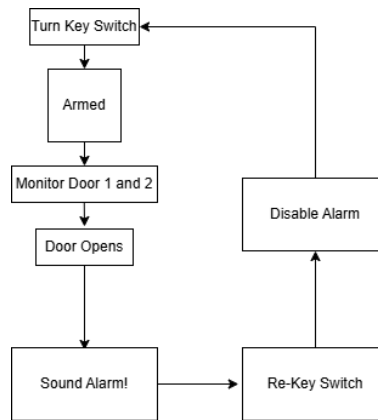 Turn Key Switch
Armed
Monitor Door 1 and 2
Door Opens
Sound Alarm!
Re-Key Switch
Disable Alarm